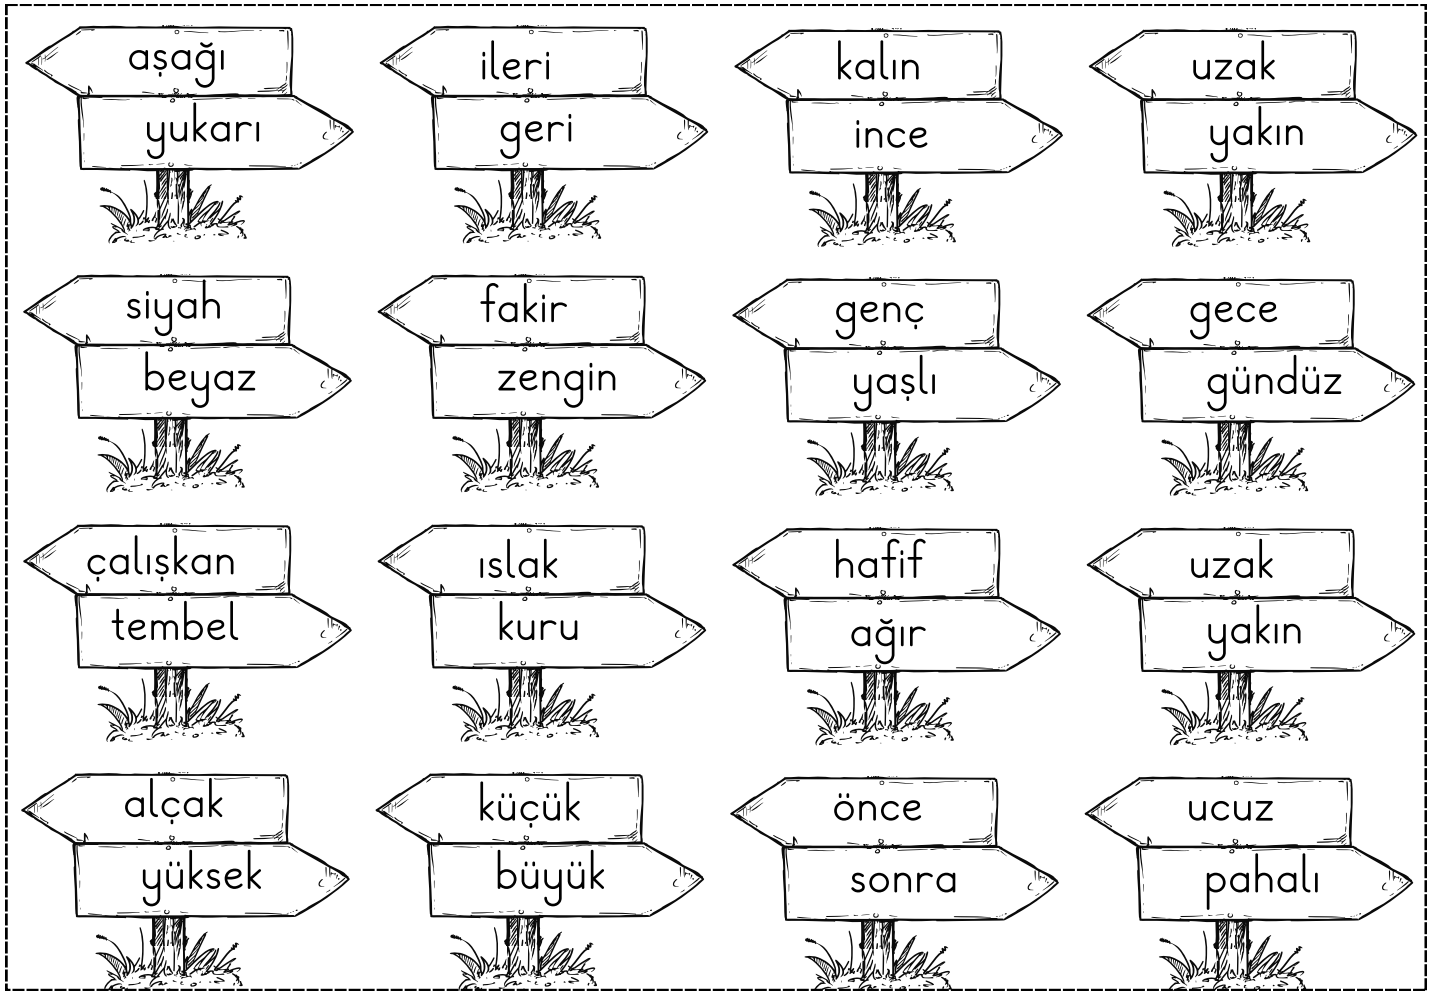 aşağı
yukarı
ileri
geri
kalın
ince
uzak
yakın
siyah
beyaz
fakir
zengin
genç
yaşlı
gece
gündüz
çalışkan
tembel
ıslak
kuru
hafif
ağır
uzak
yakın
alçak
yüksek
küçük
büyük
önce
sonra
ucuz
pahalı